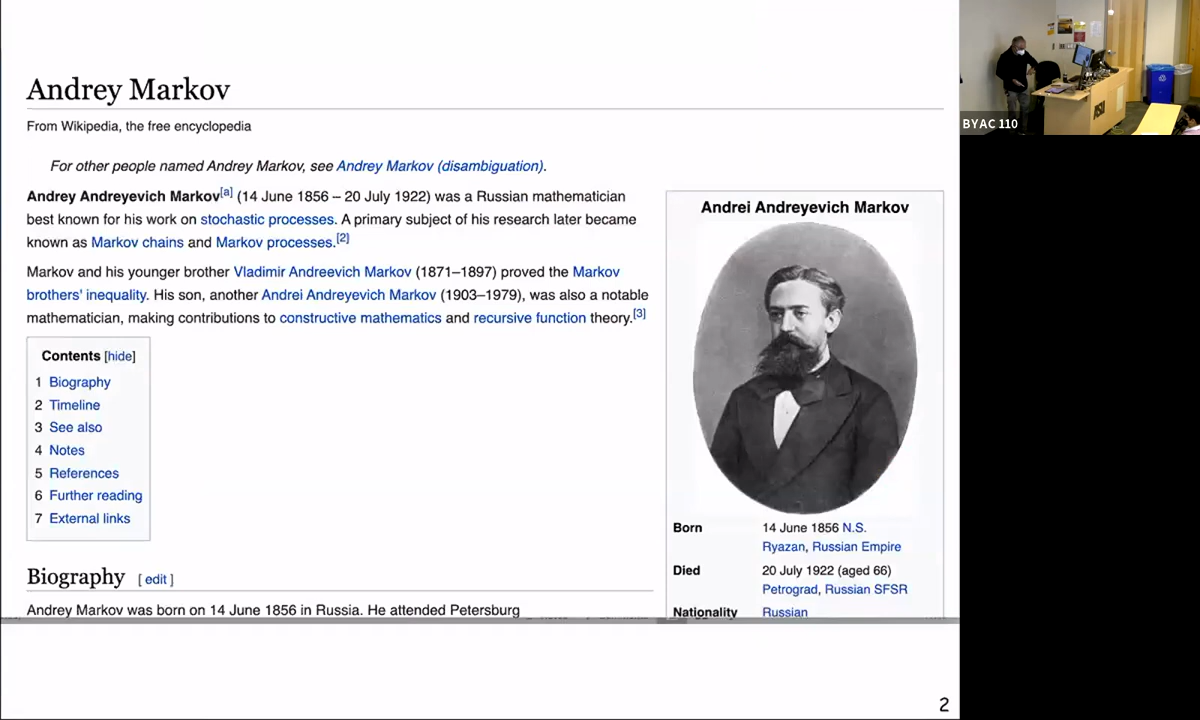 Andrey Markov
From Wikipedia, the free encyclopedia
For other people named Andrey Markov, see Andrey Markov (disambiguation).
Andrey Andreyevich Markov[a] (14 June 1856 – 20 July 1922) was a Russian mathematician
best known for his work on stochastic processes. A primary subject of his research later became
known as Markov chains and Markov processes.[2]
Markov and his younger brother Vladimir Andreevich Markov (1871–1897) proved the Markov
brothers' inequality. His son, another Andrei Andreyevich Markov (1903–1979), was also a notable
mathematician, making contributions to constructive mathematics and recursive function theory.[3]
Contents [hide]
1 Biography
2 Timeline
3 See also
4 Notes
5 References
6 Further reading
7 External links
Biography [ edit ]
Andrey Markov was born on 14 June 1856 in Russia. He attended Petersburg
Andrei Andreyevich Markov
Born 14 June 1856 N.S.
Ryazan, Russian Empire
Died 20 July 1922 (aged 66)
Petrograd, Russian SFSR
Nationality Russian
2
BYAC 110
ASU